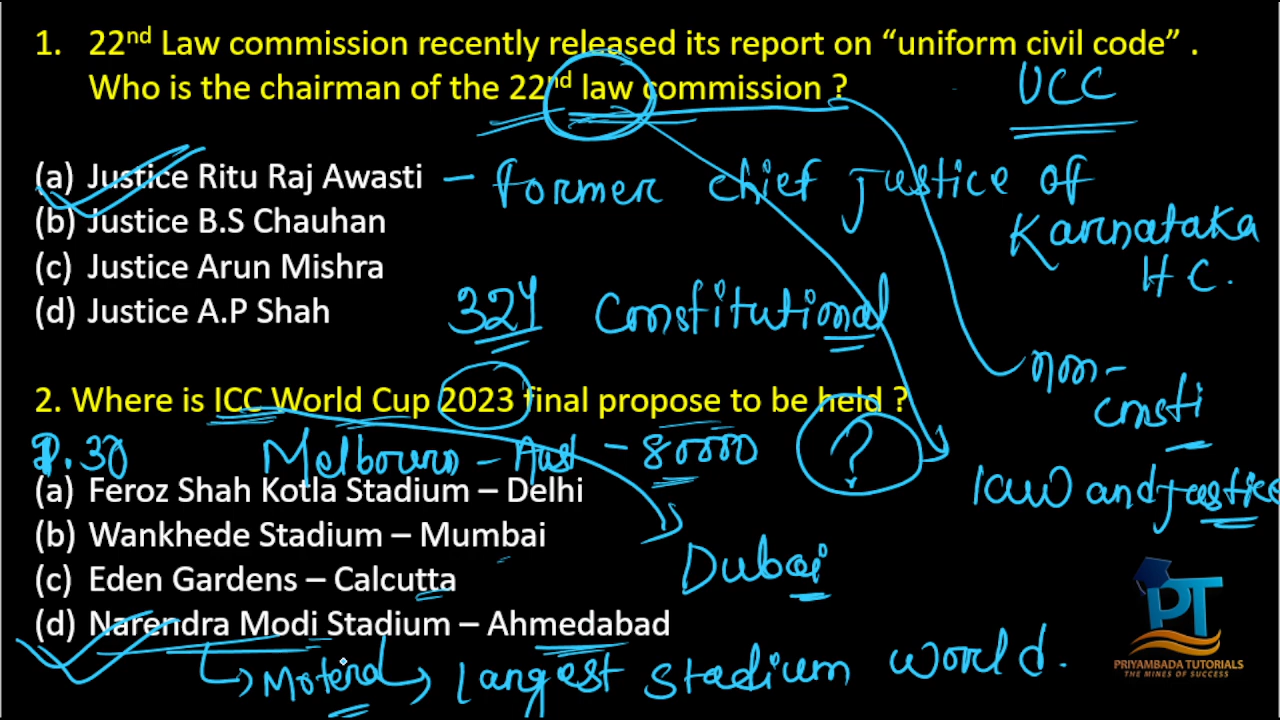 1. 22nd Law commission recently released its report on “uniform civil code” .
Who is the chairman of the 22nd law commission ?
UCC
(a) Justice Ritu Raj Awasti – Former chief Justice of
Karnataka
H C.
(b) Justice B.S Chauhan
(c) Justice Arun Mishra
(d) Justice A.P Shah
324 Constitutional
non-
consti
2. Where is ICC World Cup 2023 final propose to be held ?
30 Melbourn – Aust – 80000 ?
(a) Feroz Shah Kotla Stadium – Delhi
law and justice
(b) Wankhede Stadium – Mumbai
Dubai
(c) Eden Gardens – Calcutta
(d) Narendra Modi Stadium – Ahmedabad
Motera largest stadium world.
PT
PRIYAMBADA TUTORIALS
THE MINES OF SUCCESS